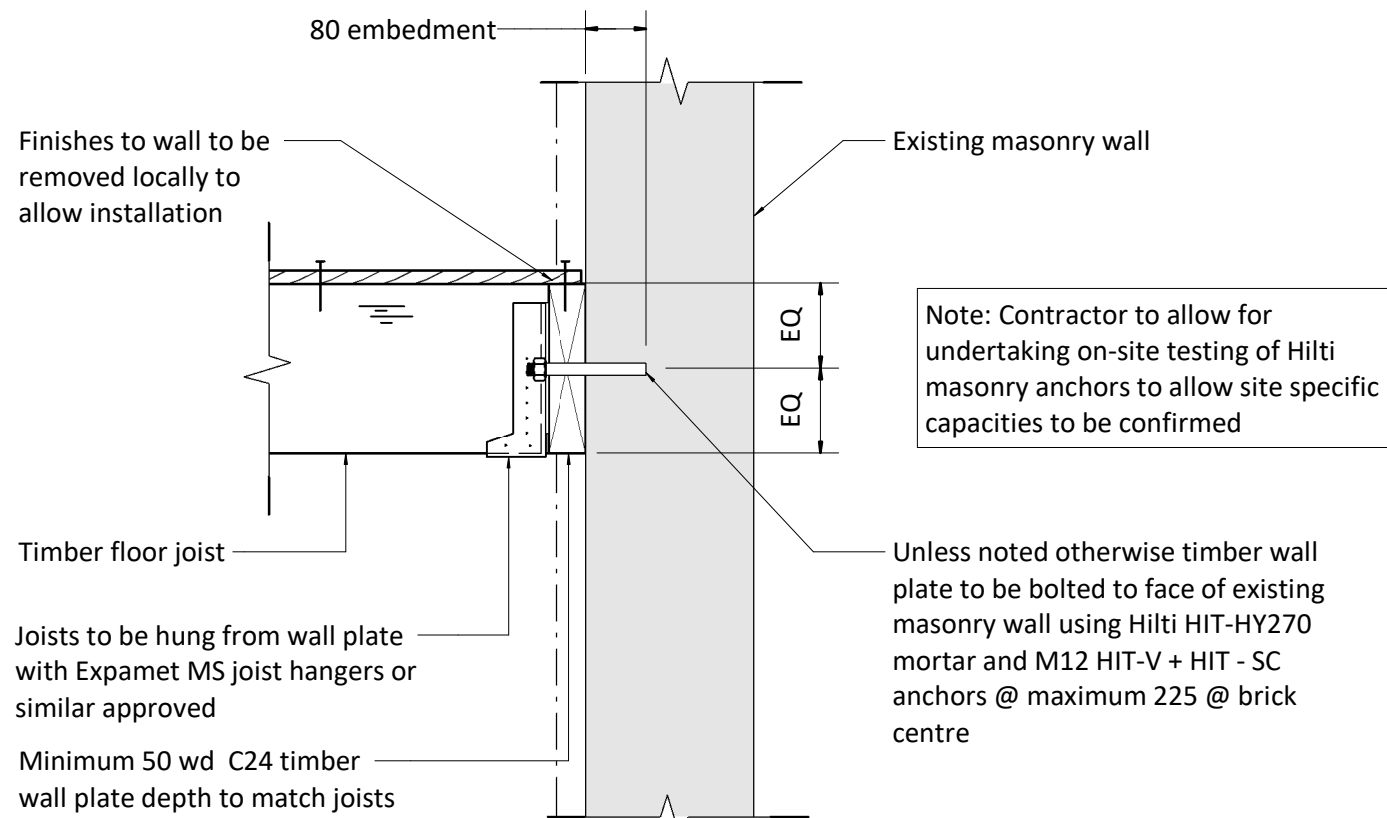 80 embedment
Finishes to wall to be
removed locally to
allow installation
Existing masonry wall
EQ
EQ
Note: Contractor to allow for
undertaking on-site testing of Hilti
masonry anchors to allow site specific
capacities to be confirmed
Timber floor joist
Joists to be hung from wall plate
with Expamet MS joist hangers or
similar approved
Minimum 50 wd  C24 timber
wall plate depth to match joists
Unless noted otherwise timber wall
plate to be bolted to face of existing
masonry wall using Hilti HIT-HY270
mortar and M12 HIT-V + HIT - SC
anchors @ maximum 225 @ brick
centre